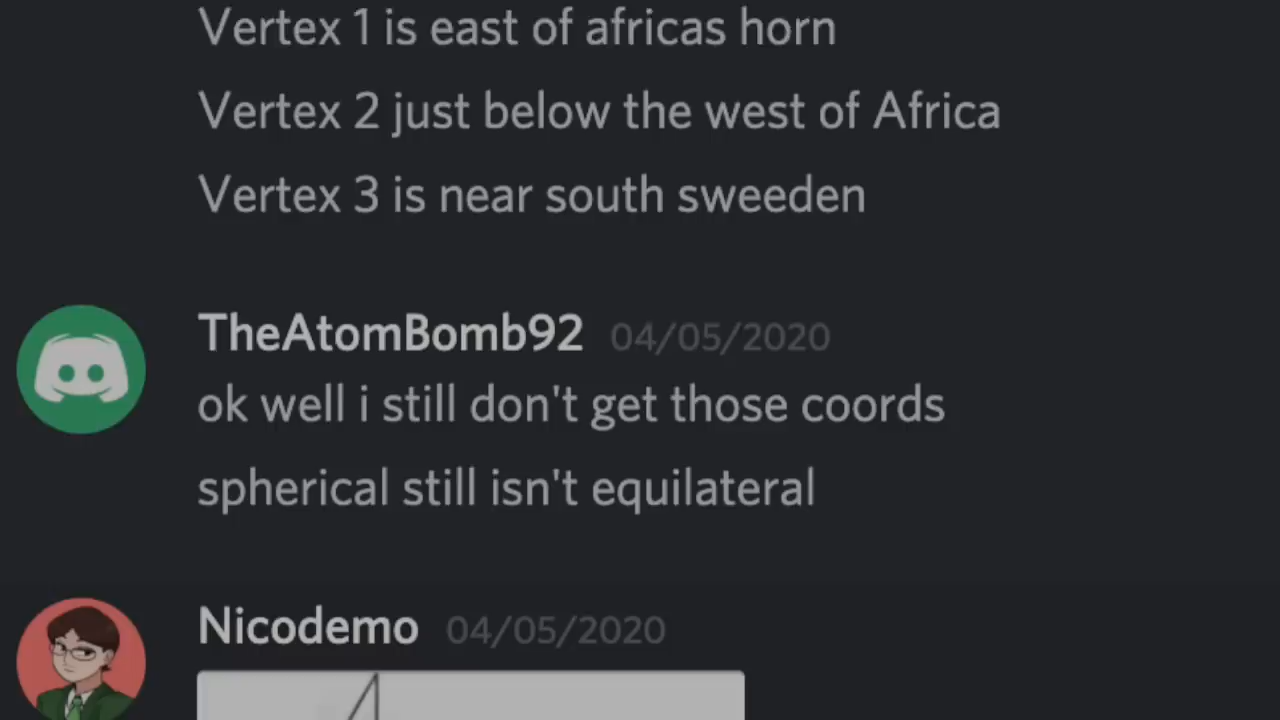 Vertex 1 is east of africas horn
Vertex 2 just below the west of Africa
Vertex 3 is near south sweeden
TheAtomBomb92 04/05/2020
ok well i still don't get those coords
spherical still isn't equilateral
Nicodemo 04/05/2020